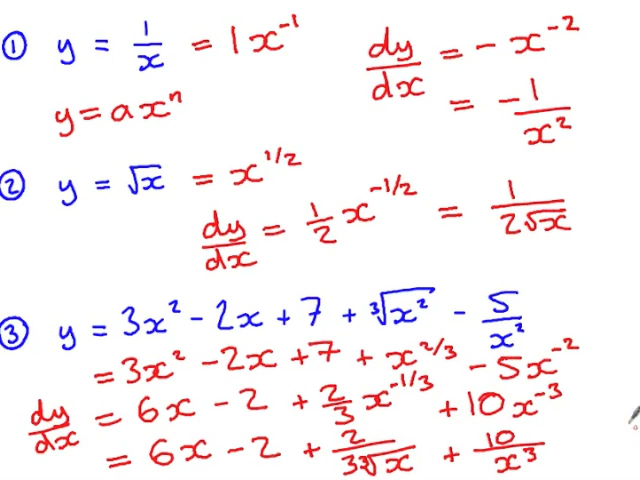 ① y = 1/x = 1x⁻¹
dy/dx = -x⁻²
y = axⁿ
= -1/x²
② y = √x = x^1/2
dy/dx = 1/2 x^-1/2 = 1/(2√x)
③ y = 3x² - 2x + 7 + ∛x² - 5/x²
= 3x² - 2x + 7 + x^2/3 - 5x⁻²
dy/dx = 6x - 2 + 2/3 x^-1/3 + 10x⁻³
= 6x - 2 + 2/(3∛x) + 10/x³